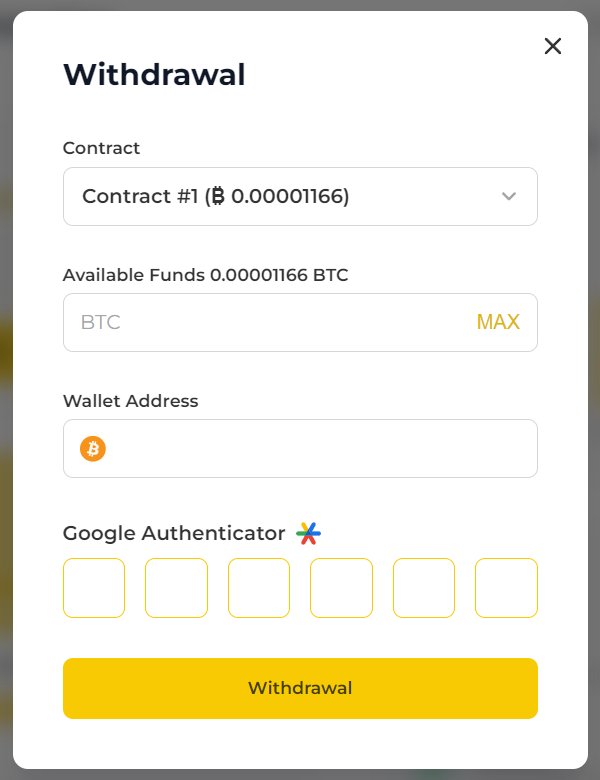 Withdrawal
Contract
Contract #1 (₿ 0.00001166)
Available Funds 0.00001166 BTC
BTC
MAX
Wallet Address
Google Authenticator
Withdrawal